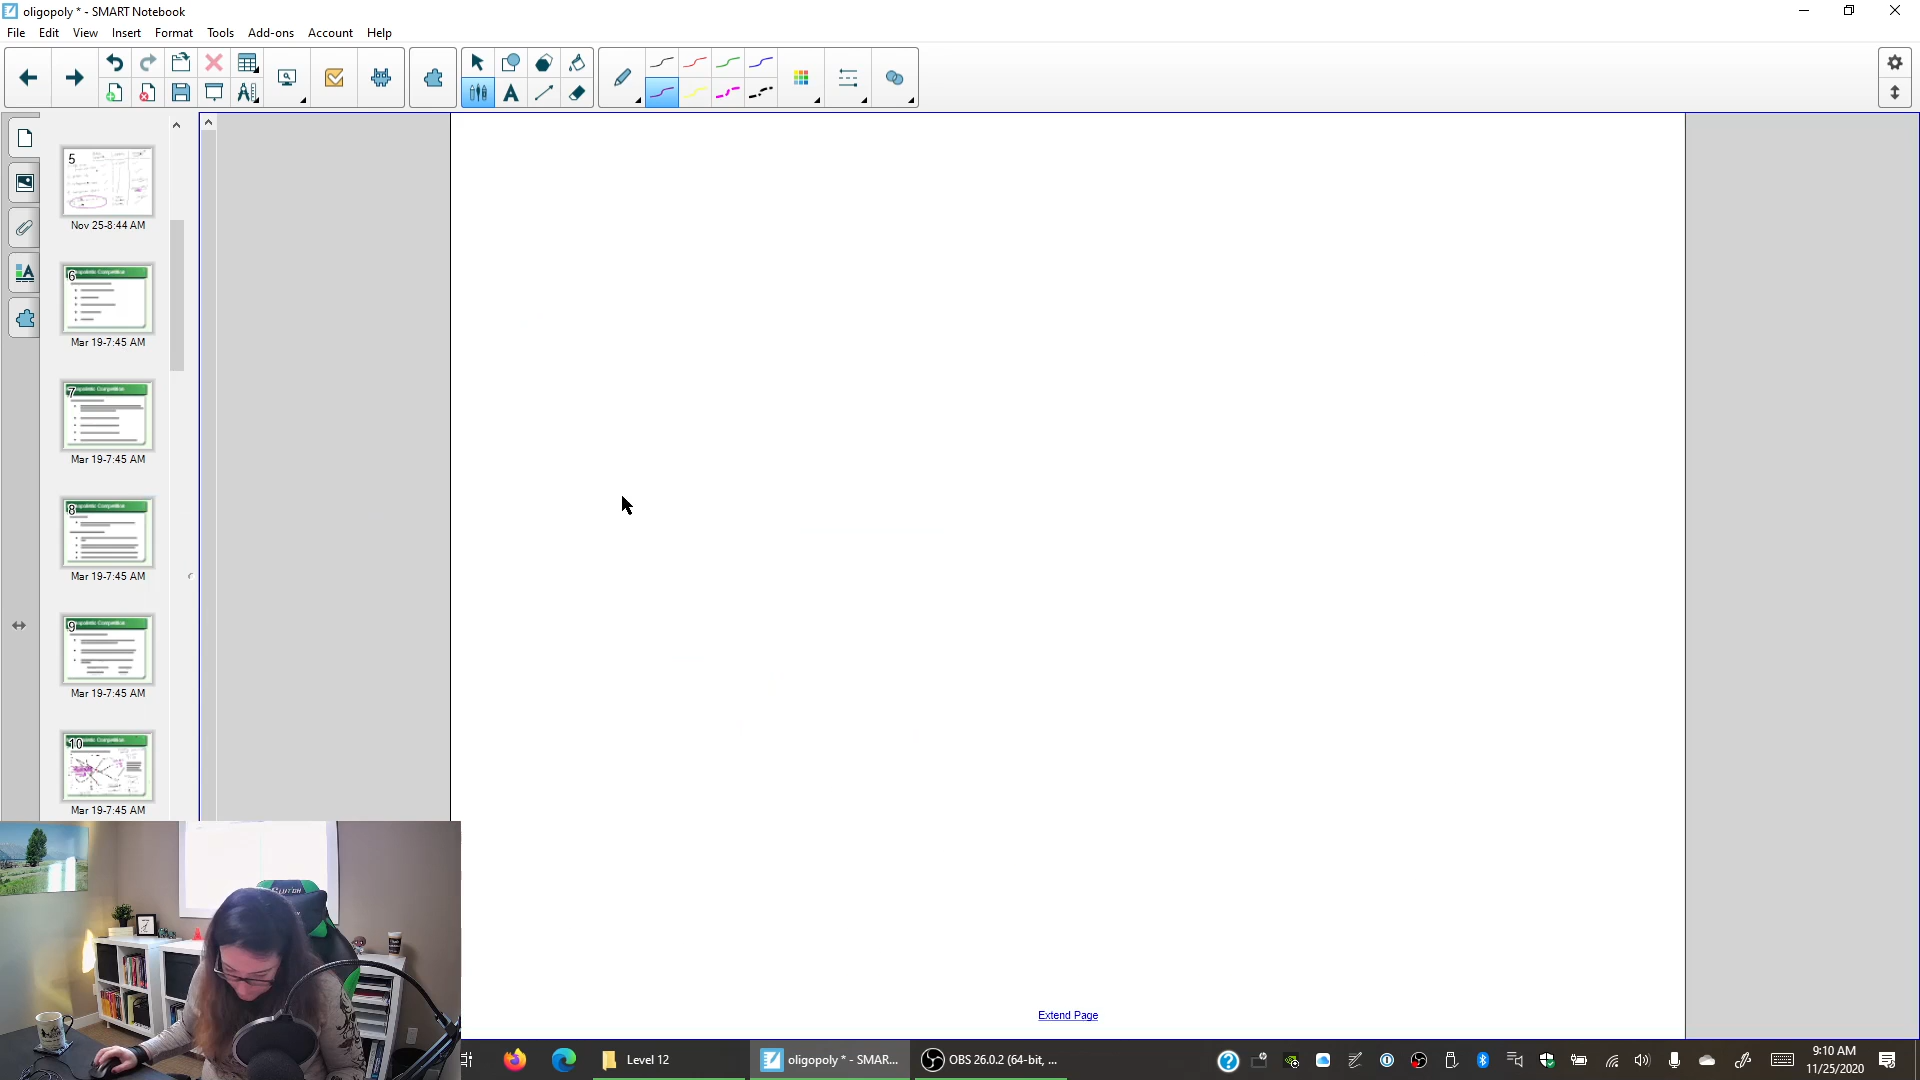 oligopoly * - SMART Notebook
File Edit View Insert Format Tools Add-ons Account Help
5
Nov 25-8:44 AM
6
Mar 19-7:45 AM
7
Mar 19-7:45 AM
8
Mar 19-7:45 AM
9
Mar 19-7:45 AM
10
Mar 19-7:45 AM
Extend Page
Level 12
oligopoly * - SMAR...
OBS 26.0.2 (64-bit, ...
9:10 AM
11/25/2020